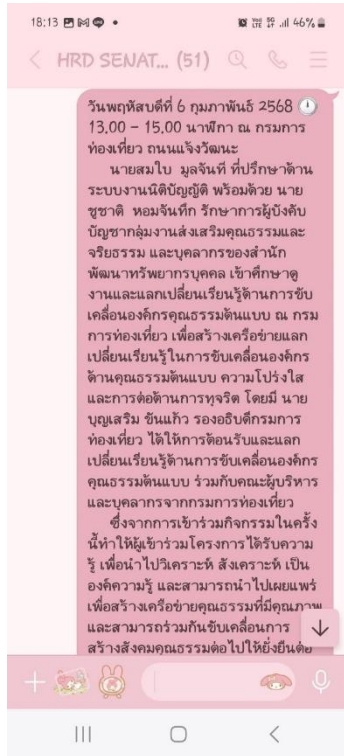 18:13
46%
HRD SENAT... (51)
วันพฤหัสบดีที่ 6 กุมภาพันธ์ 2568
13.00 – 15.00 นาฬิกา ณ กรมการ
ท่องเที่ยว ถนนแจ้งวัฒนะ
นายสมใบ มูลจันที ที่ปรึกษาด้าน
ระบบงานนิติบัญญัติ พร้อมด้วย นาย
ชูชาติ หอมจันทึก รักษาการผู้บังคับ
บัญชากลุ่มงานส่งเสริมคุณธรรมและ
จริยธรรม และบุคลากรของสำนัก
พัฒนาทรัพยากรบุคคล เข้าศึกษาดู
งานและแลกเปลี่ยนเรียนรู้ด้านการขับ
เคลื่อนองค์กรคุณธรรมต้นแบบ ณ กรม
การท่องเที่ยว เพื่อสร้างเครือข่ายแลก
เปลี่ยนเรียนรู้ในการขับเคลื่อนองค์กร
ด้านคุณธรรมต้นแบบ ความโปร่งใส
และการต่อต้านการทุจริต โดยมี นาย
บุญเสริม ขันแก้ว รองอธิบดีกรมการ
ท่องเที่ยว ได้ให้การต้อนรับและแลก
เปลี่ยนเรียนรู้ด้านการขับเคลื่อนองค์กร
คุณธรรมต้นแบบ ร่วมกับคณะผู้บริหาร
และบุคลากรจากกรมการท่องเที่ยว
ซึ่งจากการเข้าร่วมกิจกรรมในครั้ง
นี้ทำให้ผู้เข้าร่วมโครงการได้รับความ
รู้ เพื่อนำไปวิเคราะห์ สังเคราะห์ เป็น
องค์ความรู้ และสามารถนำไปเผยแพร่
เพื่อสร้างเครือข่ายคุณธรรมที่มีคุณภาพ
และสามารถร่วมกันขับเคลื่อนการ
สร้างสังคมคุณธรรมต่อไปให้ยั่งยืนต่อ